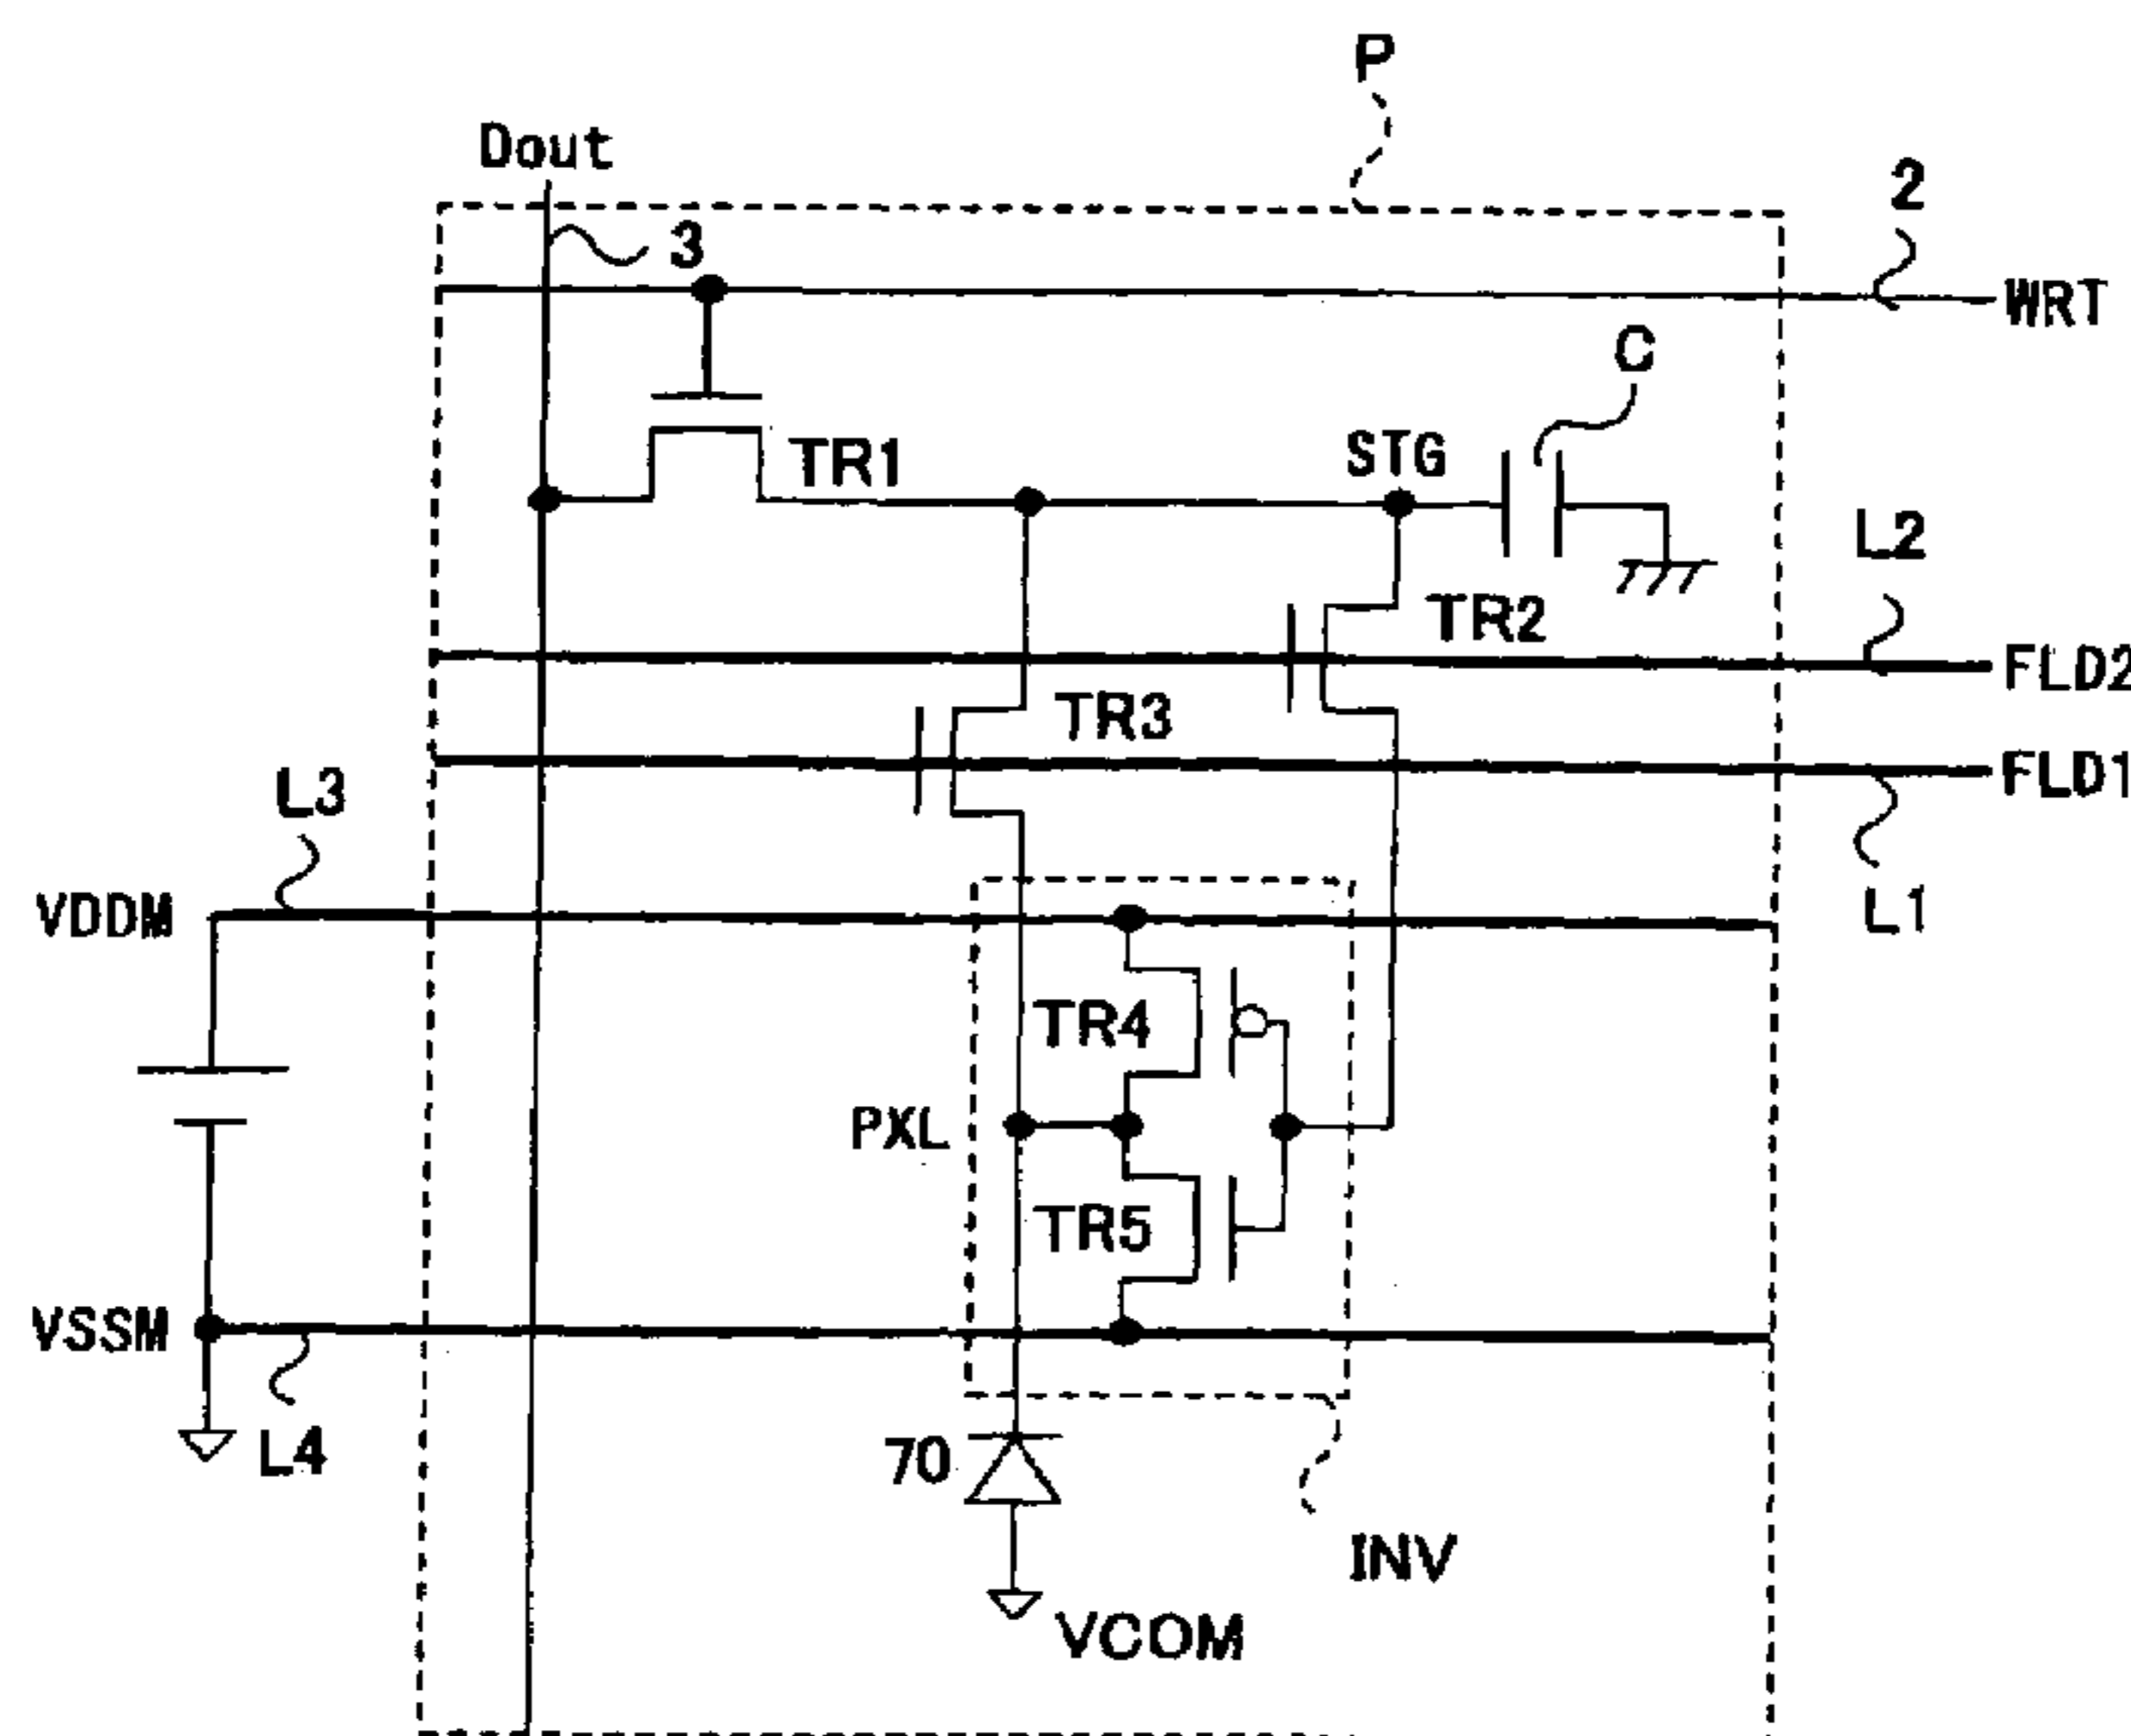 P
Dout
2
3
WRT
C
TR1
STG
L2
TR2
FLD2
TR3
L3
FLD1
L1
VDDM
TR4
PXL
TR5
VSSM
L4
70
INV
VCOM